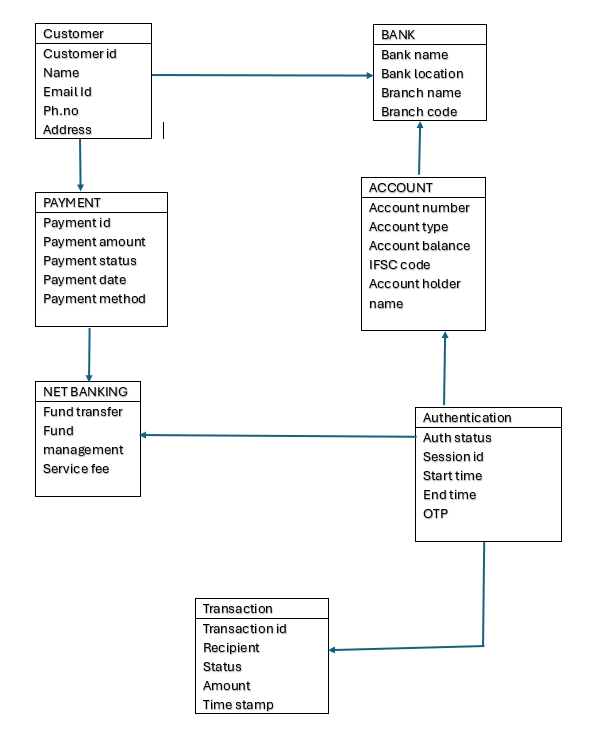 Customer
Customer id
Name
Email Id
Ph.no
Address
BANK
Bank name
Bank location
Branch name
Branch code
PAYMENT
Payment id
Payment amount
Payment status
Payment date
Payment method
ACCOUNT
Account number
Account type
Account balance
IFSC code
Account holder
name
NET BANKING
Fund transfer
Fund
management
Service fee
Authentication
Auth status
Session id
Start time
End time
OTP
Transaction
Transaction id
Recipient
Status
Amount
Time stamp